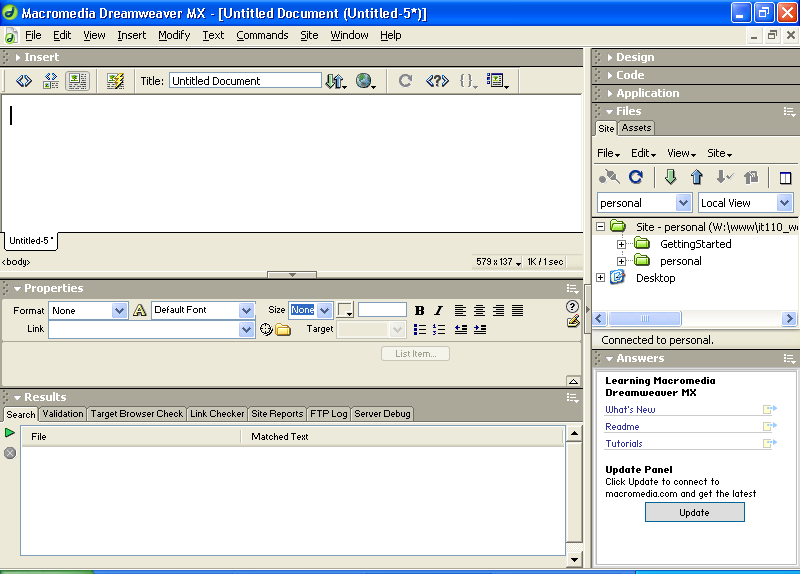 Macromedia Dreamweaver MX - [Untitled Document (Untitled-5*)]
File Edit View Insert Modify Text Commands Site Window Help
Insert
Title: Untitled Document
Untitled-5*
<body>
579 x 137 1K / 1 sec
Properties
Format None Default Font Size None B I
Link Target
List Item...
Results
Search Validation Target Browser Check Link Checker Site Reports FTP Log Server Debug
File Matched Text
Design
Code
Application
Files
Site Assets
File Edit View Site
personal Local View
Site - personal (W:\www\it110_w
GettingStarted
personal
Desktop
Connected to personal.
Answers
Learning Macromedia
Dreamweaver MX
What's New
Readme
Tutorials
Update Panel
Click Update to connect to
macromedia.com and get the latest
Update